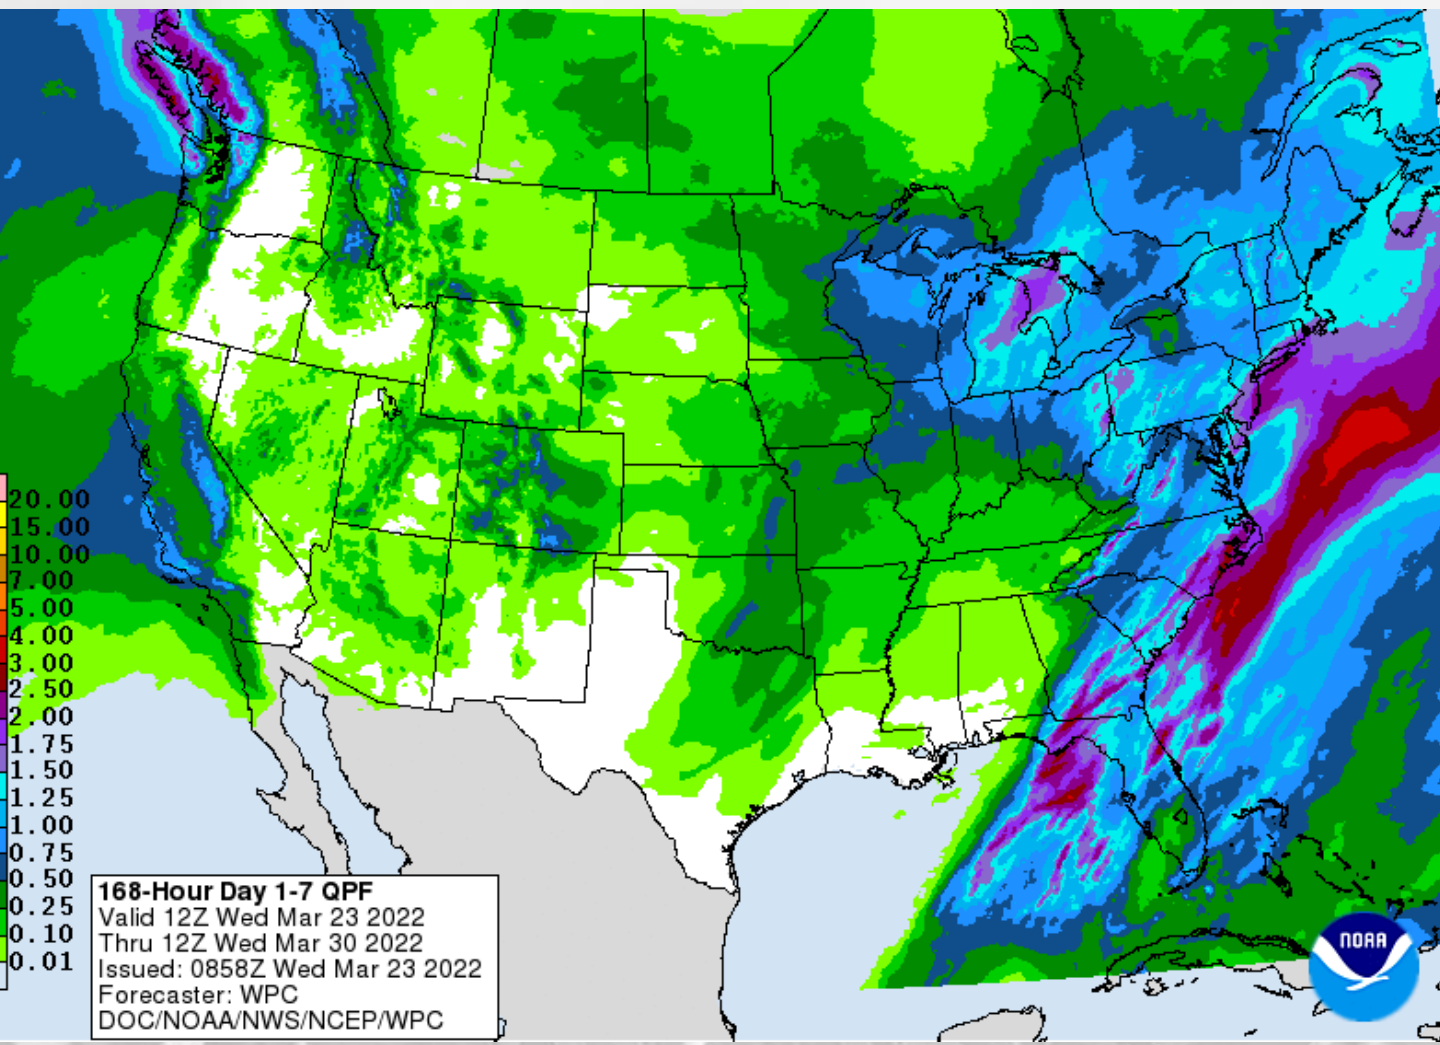 20.00
15.00
10.00
7.00
5.00
4.00
3.00
2.50
2.00
1.75
1.50
1.25
1.00
0.75
0.50
0.25
0.10
0.01
168-Hour Day 1-7 QPF
Valid 12Z Wed Mar 23 2022
Thru 12Z Wed Mar 30 2022
Issued: 0858Z Wed Mar 23 2022
Forecaster: WPC
DOC/NOAA/NWS/NCEP/WPC
NOAA